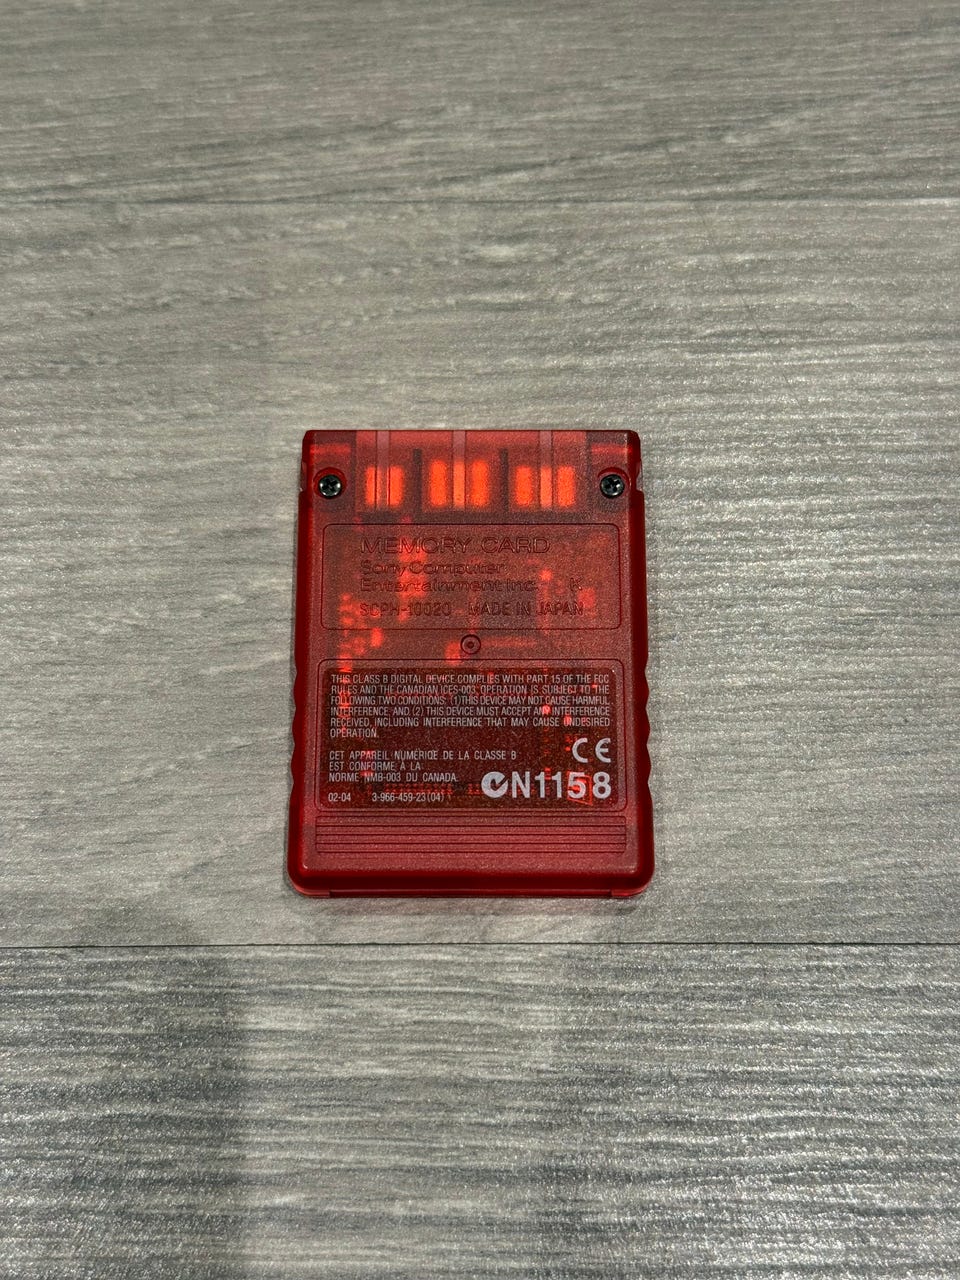 MEMORY CARD
Sony Computer
Entertainment Inc.
SCPH-10020 MADE IN JAPAN
THIS CLASS B DIGITAL DEVICE COMPLIES WITH PART 15 OF THE FCC
RULES AND THE CANADIAN ICES-003. OPERATION IS SUBJECT TO THE
FOLLOWING TWO CONDITIONS: (1)THIS DEVICE MAY NOT CAUSE HARMFUL
INTERFERENCE, AND (2) THIS DEVICE MUST ACCEPT ANY INTERFERENCE
RECEIVED, INCLUDING INTERFERENCE THAT MAY CAUSE UNDESIRED
OPERATION.
CET APPAREIL NUMÉRIQE DE LA CLASSE B
EST CONFORME À LA
NORME NMB-003 DU CANADA.
CE
N1158
02-04 3-966-459-23(04)